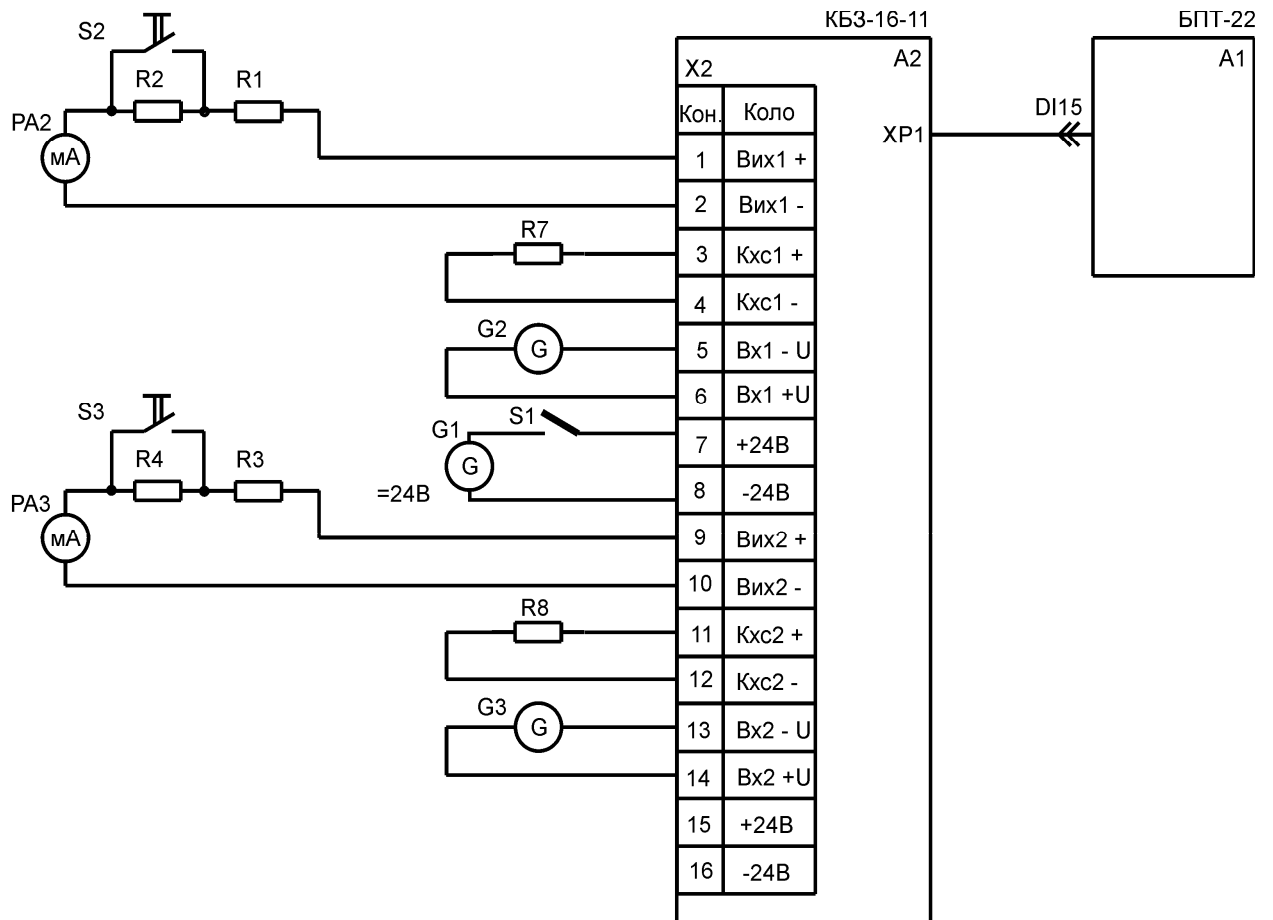 КБЗ-16-11
БПТ-22
S2
X2
A2
A1
R2
R1
Кон.
Коло
DI15
PA2
XP1
мА
1
Вих1 +
2
Вих1 -
R7
3
Кхс1 +
4
Кхс1 -
G2
G
5
Вх1 - U
6
Вх1 +U
S3
S1
G1
7
+24В
R4
R3
G
=24В
8
-24В
PA3
мА
9
Вих2 +
10
Вих2 -
R8
11
Кхс2 +
12
Кхс2 -
G3
G
13
Вх2 - U
14
Вх2 +U
15
+24В
16
-24В